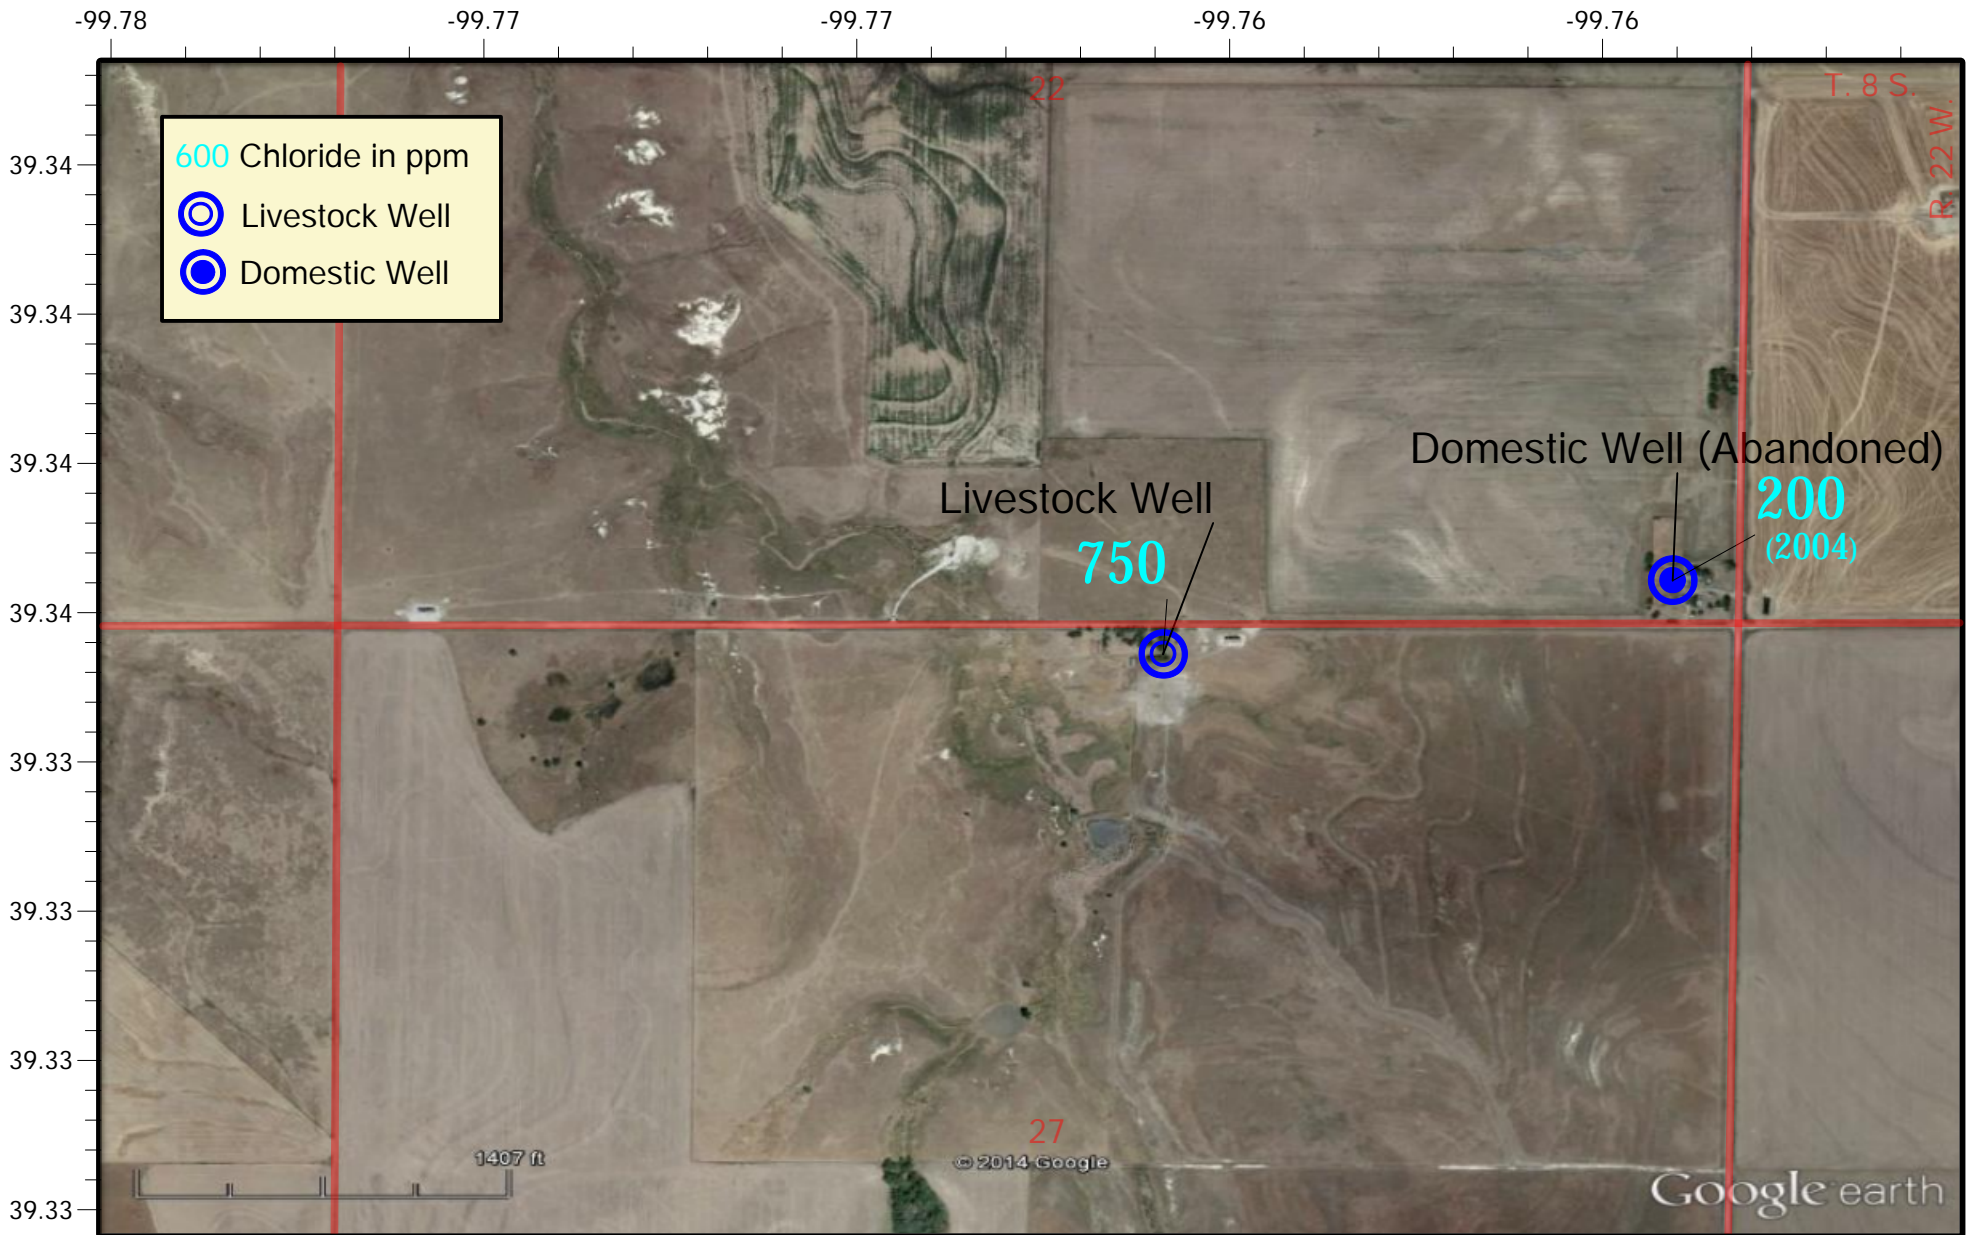 -99.78 -99.77 -99.77 -99.76 -99.76
22
T. 8 S.
R. 22 W.
600 Chloride in ppm
Livestock Well
Domestic Well
39.34
39.34
39.34
39.34
39.33
39.33
39.33
39.33
Domestic Well (Abandoned)
200
(2004)
Livestock Well
750
27
1407 ft
© 2014 Google
Google earth